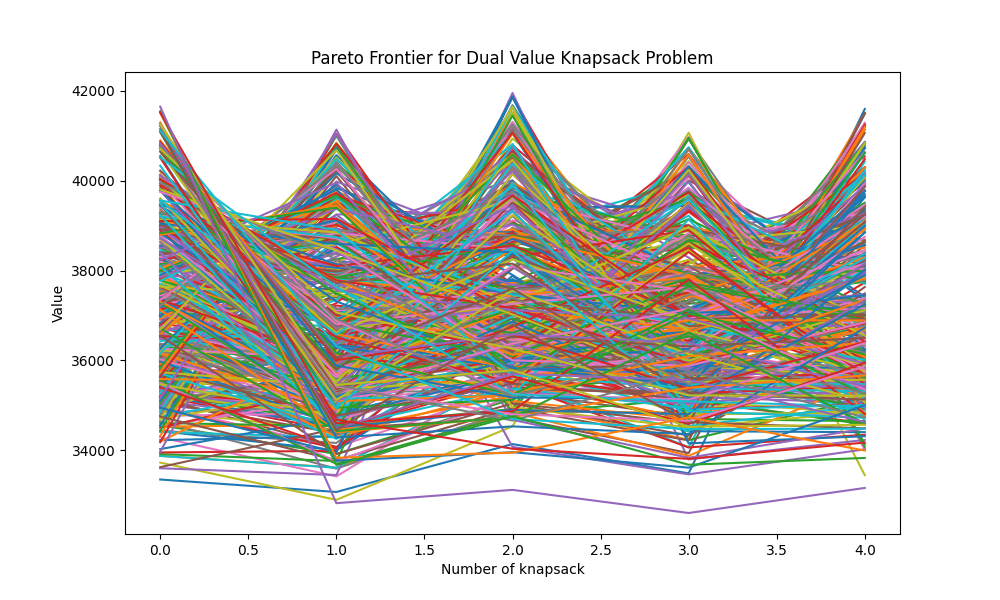 Pareto Frontier for Dual Value Knapsack Problem
42000
40000
38000
36000
34000
Value
0.0 0.5 1.0 1.5 2.0 2.5 3.0 3.5 4.0
Number of knapsack